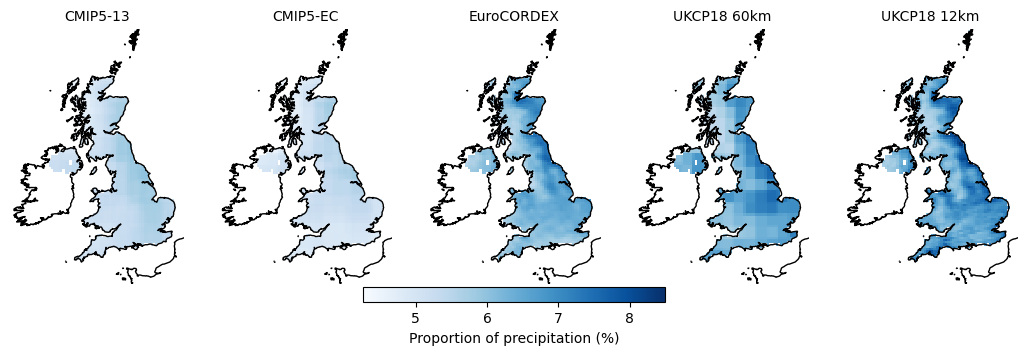 CMIP5-13 CMIP5-EC EuroCORDEX UKCP18 60km UKCP18 12km
5 6 7 8
Proportion of precipitation (%)